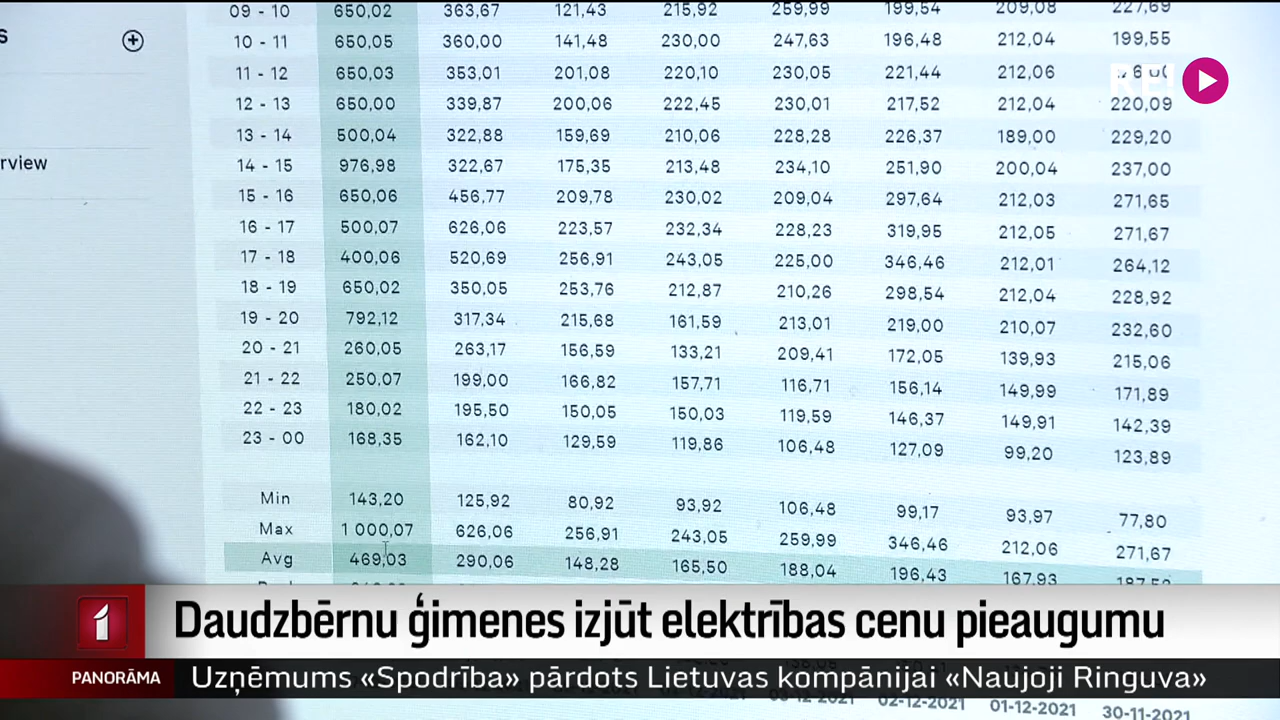 09 - 10 650,02 363,67 121,43 215,92 259,99 199,54 209,08 227,69
10 - 11 650,05 360,00 141,48 230,00 247,63 196,48 212,04 199,55
11 - 12 650,03 353,01 201,08 220,10 230,05 221,44 212,06
RE!
12 - 13 650,00 339,87 200,06 222,45 230,01 217,52 212,04 220,09
13 - 14 500,04 322,88 159,69 210,06 228,28 226,37 189,00 229,20
rview
14 - 15 976,98 322,67 175,35 213,48 234,10 251,90 200,04 237,00
15 - 16 650,06 456,77 209,78 230,02 209,04 297,64 212,03 271,65
16 - 17 500,07 626,06 223,57 232,34 228,23 319,95 212,05 271,67
17 - 18 400,06 520,69 256,91 243,05 225,00 346,46 212,01 264,12
18 - 19 650,02 350,05 253,76 212,87 210,26 298,54 212,04 228,92
19 - 20 792,12 317,34 215,68 161,59 213,01 219,00 210,07 232,60
20 - 21 260,05 263,17 156,59 133,21 209,41 172,05 139,93 215,06
21 - 22 250,07 199,00 166,82 157,71 116,71 156,14 149,99 171,89
22 - 23 180,02 195,50 150,05 150,03 119,59 146,37 149,91 142,39
23 - 00 168,35 162,10 129,59 119,86 106,48 127,09 99,20 123,89
Min 143,20 125,92 80,92 93,92 106,48 99,17 93,97 77,80
Max 1 000,07 626,06 256,91 243,05 259,99 346,46 212,06 271,67
Avg 469,03 290,06 148,28 165,50 188,04 196,43 167,93
1 Daudzbērnu ģimenes izjūt elektrības cenu pieaugumu
PANORĀMA Uzņēmums «Spodrība» pārdots Lietuvas kompānijai «Naujoji Ringuva»
02-12-2021 01-12-2021 30-11-2021